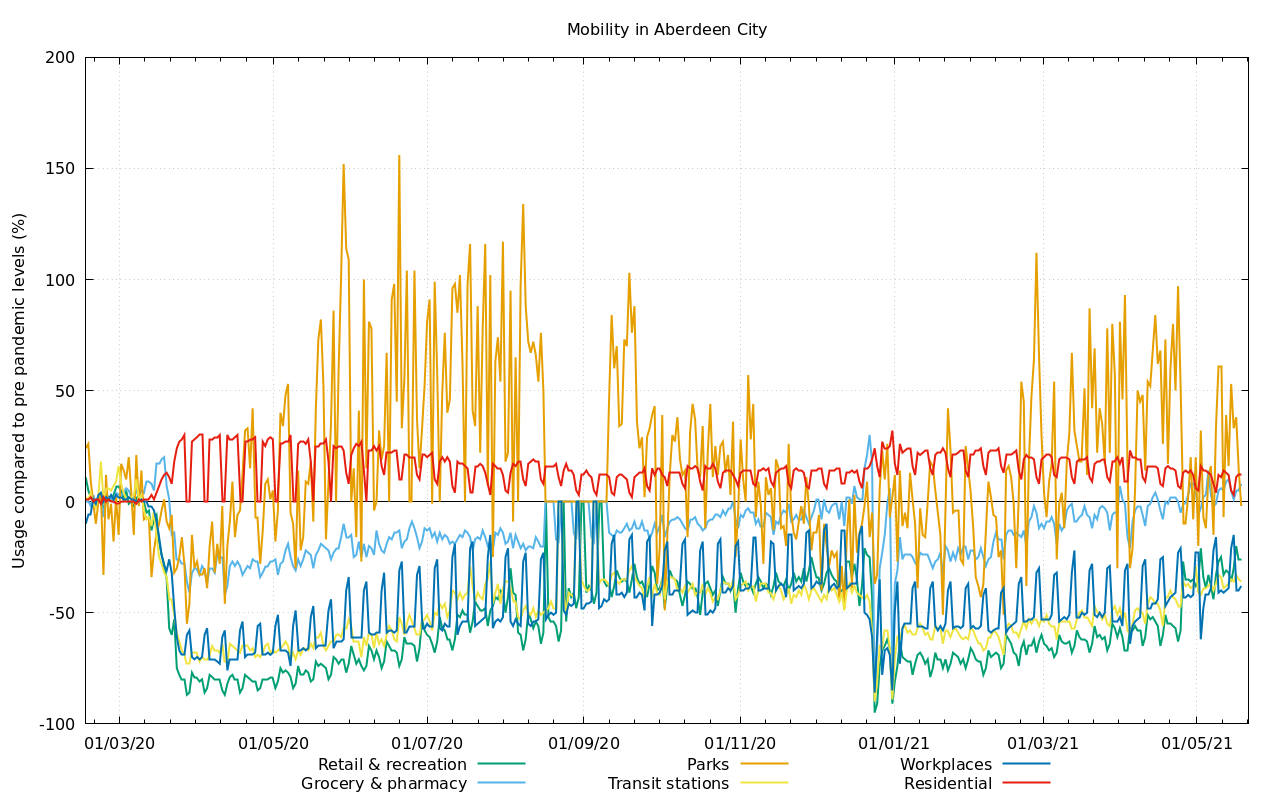 Mobility in Aberdeen City
Usage compared to pre pandemic levels (%)
200
150
100
50
0
-50
-100
01/03/20 01/05/20 01/07/20 01/09/20 01/11/20 01/01/21 01/03/21 01/05/21
Retail & recreation Parks Workplaces
Grocery & pharmacy Transit stations Residential